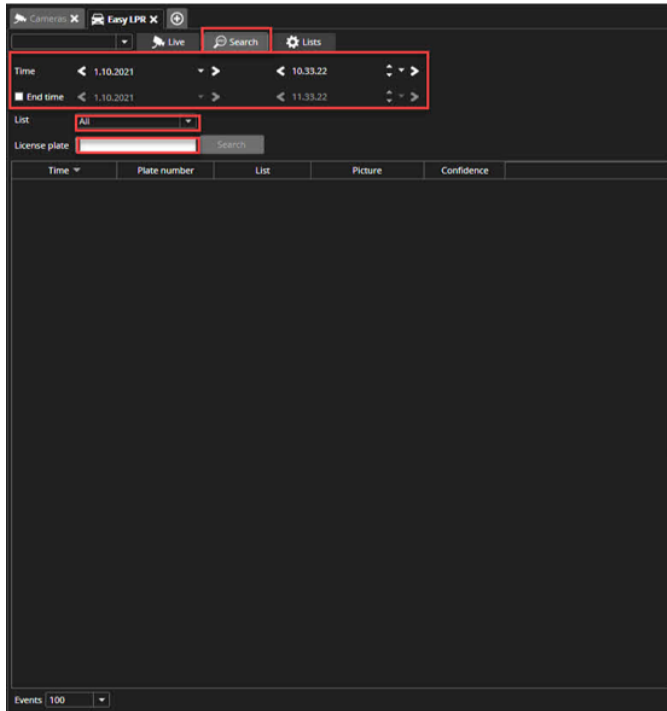 Cameras Easy LPR
Live Search Lists
Time 1.10.2021 10.33.22
End time 1.10.2021 11.33.22
List All
License plate Search
Time Plate number List Picture Confidence
Events 100